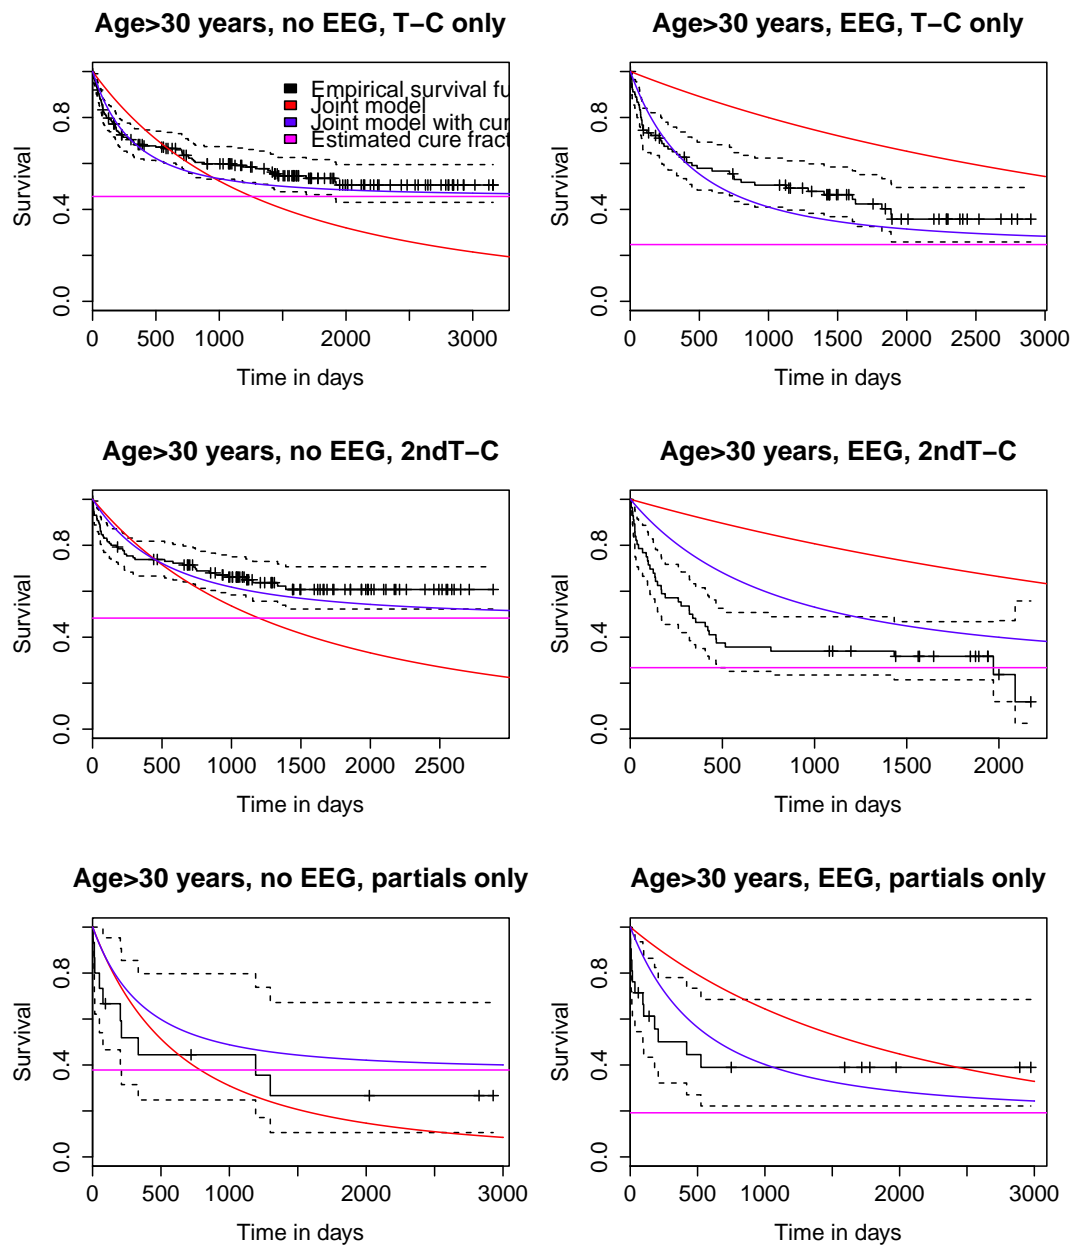 Age>30 years, no EEG, T−C only
Age>30 years, EEG, T−C only
Empirical survival fu
Joint model
Joint model with cur
Estimated cure fract
Survival
0.0 0.4 0.8
0 500 1000 2000 3000
Time in days
Survival
0.0 0.4 0.8
0 500 1000 1500 2000 2500 3000
Time in days
Age>30 years, no EEG, 2ndT−C
Age>30 years, EEG, 2ndT−C
Survival
0.0 0.4 0.8
0 500 1000 1500 2000 2500
Time in days
Survival
0.0 0.4 0.8
0 500 1000 2000
Time in days
Age>30 years, no EEG, partials only
Age>30 years, EEG, partials only
Survival
0.0 0.4 0.8
0 500 1000 2000 3000
Time in days
Survival
0.0 0.4 0.8
0 500 1000 2000 3000
Time in days